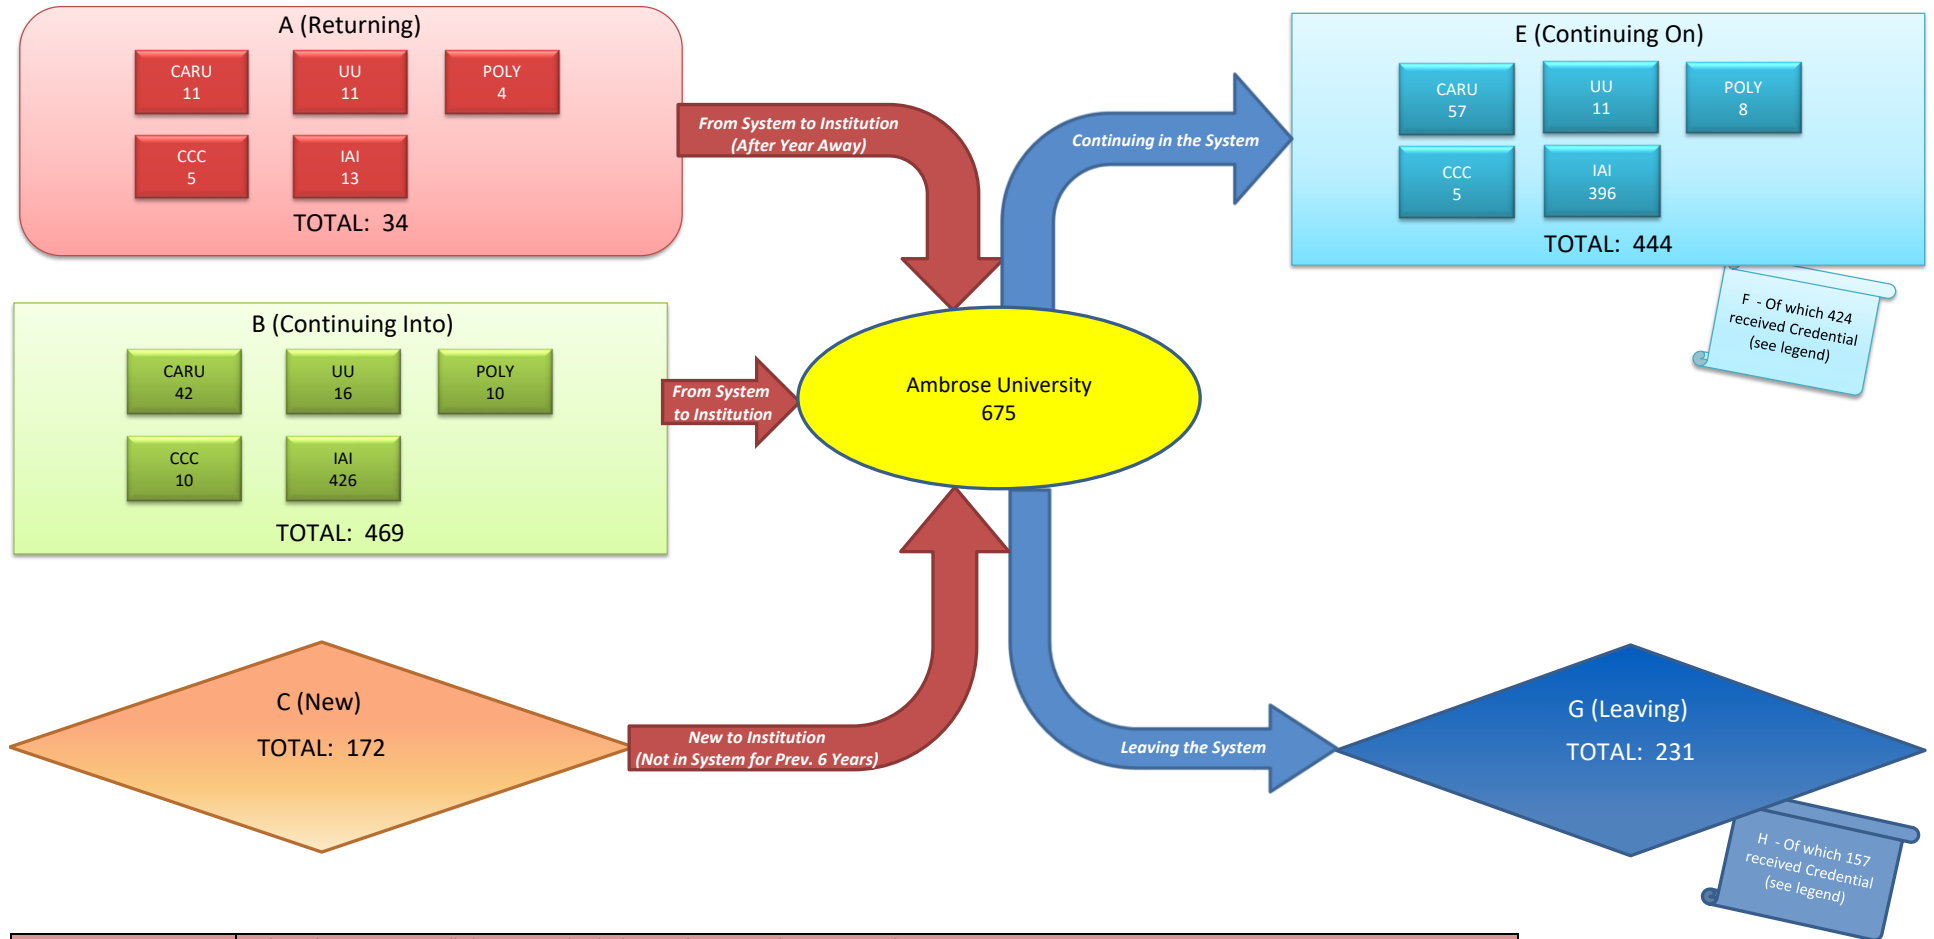 A (Returning)
CARU
11
UU
11
POLY
4
CCC
5
IAI
13
TOTAL: 34
From System to Institution
(After Year Away)
B (Continuing Into)
CARU
42
UU
16
POLY
10
CCC
10
IAI
426
TOTAL: 469
From System
to Institution
C (New)
TOTAL: 172
New to Institution
(Not in System for Prev. 6 Years)
Ambrose University
675
Continuing in the System
E (Continuing On)
CARU
57
UU
11
POLY
8
CCC
5
IAI
396
TOTAL: 444
F - Of which 424
received Credential
(see legend)
Leaving the System
G (Leaving)
TOTAL: 231
H - Of which 157
received Credential
(see legend)